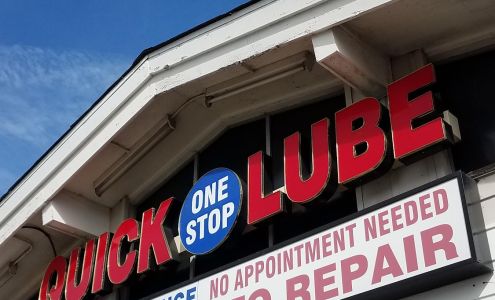 QUICK ONE STOP LUBE
NO APPOINTMENT NEEDED
REPAIR